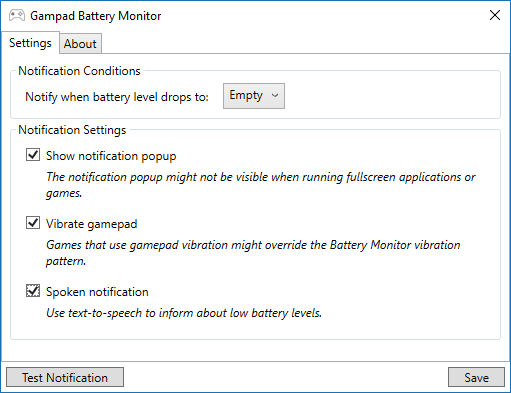 Gampad Battery Monitor
Settings
About
Notification Conditions
Notify when battery level drops to:
Empty
Notification Settings
Show notification popup
The notification popup might not be visible when running fullscreen applications or
games.
Vibrate gamepad
Games that use gamepad vibration might override the Battery Monitor vibration
pattern.
Spoken notification
Use text-to-speech to inform about low battery levels.
Test Notification
Save